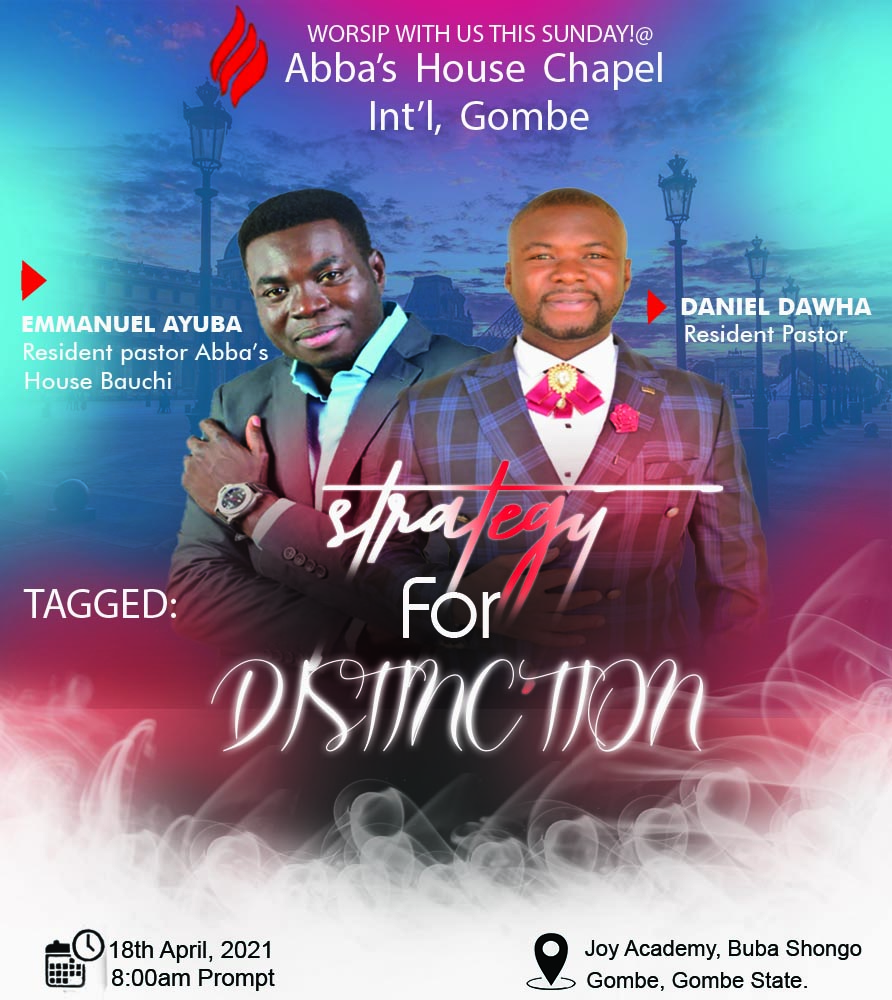 WORSIP WITH US THIS SUNDAY!@
Abba's House Chapel
Int'l, Gombe
EMMANUEL AYUBA
Resident pastor Abba's
House Bauchi
DANIEL DAWHA
Resident Pastor
strategy
TAGGED:
For
DISTINCTION
18th April, 2021
8:00am Prompt
Joy Academy, Buba Shongo
Gombe, Gombe State.